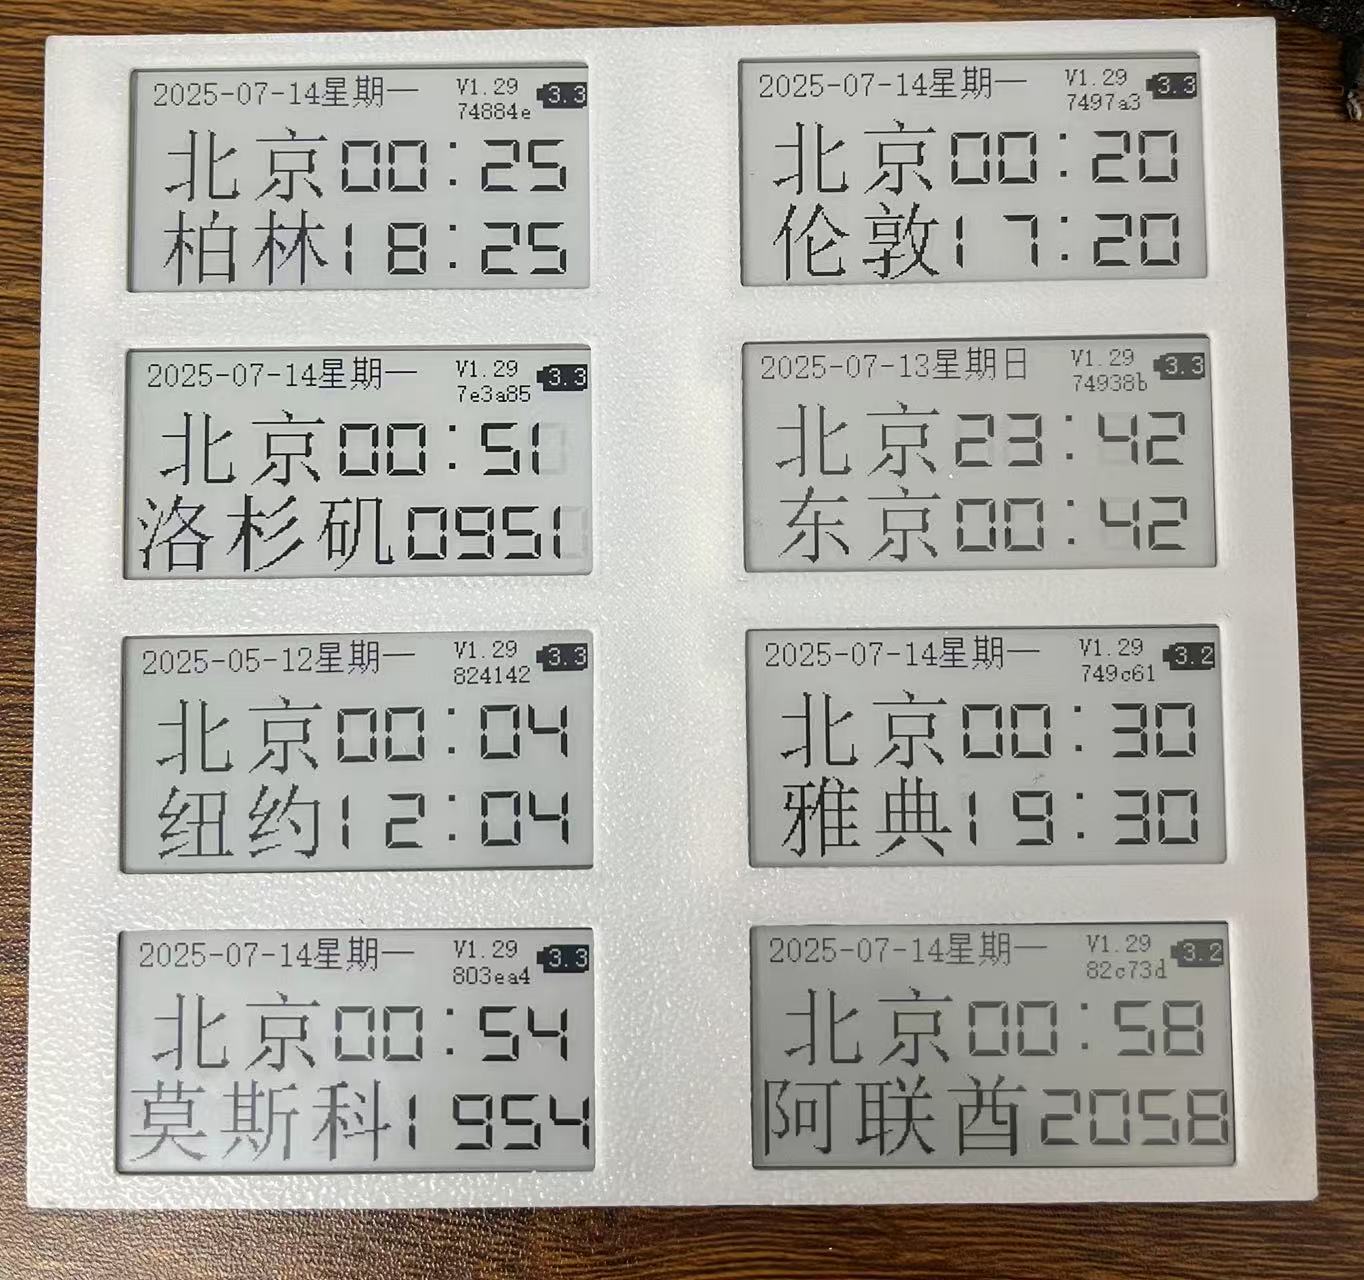 2025-07-14星期一 V1.29 3.3
74884e
北京00:25
柏林18:25
2025-07-14星期一 V1.29 3.3
7497a3
北京00:20
伦敦17:20
2025-07-14星期一 V1.29 3.3
7e3a85
北京00:51
洛杉矶0951
2025-07-13星期日 V1.29 3.3
74938b
北京23:42
东京00:42
2025-05-12星期一 V1.29 3.3
824142
北京00:04
纽约12:04
2025-07-14星期一 V1.29 3.2
749c61
北京00:30
雅典19:30
2025-07-14星期一 V1.29 3.3
803ea4
北京00:54
莫斯科1954
2025-07-14星期一 V1.29 3.2
82c73d
北京00:58
阿联酋2058